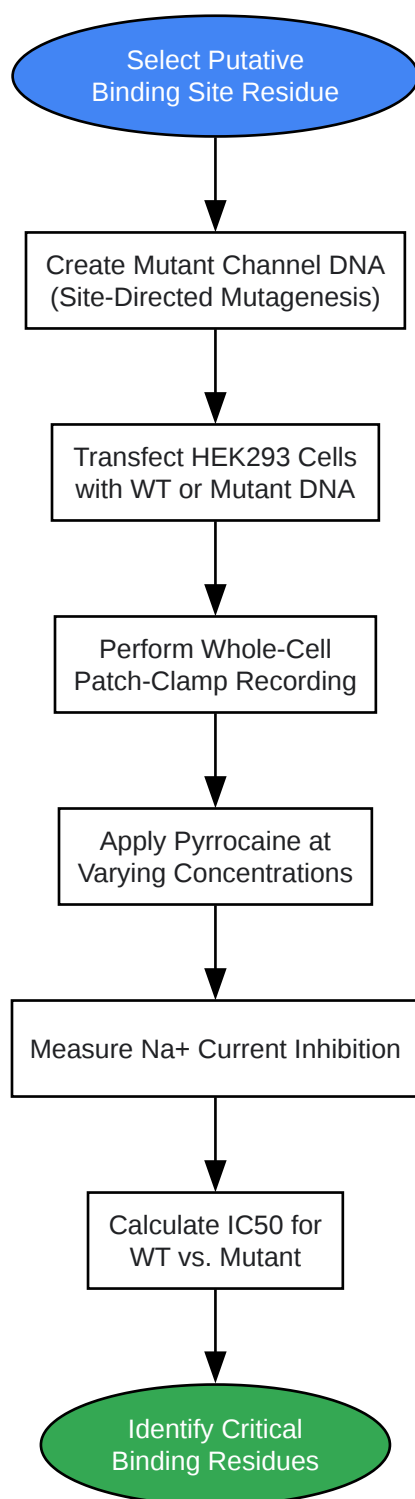 Select Putative
Binding Site Residue
Create Mutant Channel DNA
(Site-Directed Mutagenesis)
Transfect HEK293 Cells
with WT or Mutant DNA
Perform Whole-Cell
Patch-Clamp Recording
Apply Pyrrocaine at
Varying Concentrations
Measure Na+ Current Inhibition
Calculate IC50 for
WT vs. Mutant
Identify Critical
Binding Residues